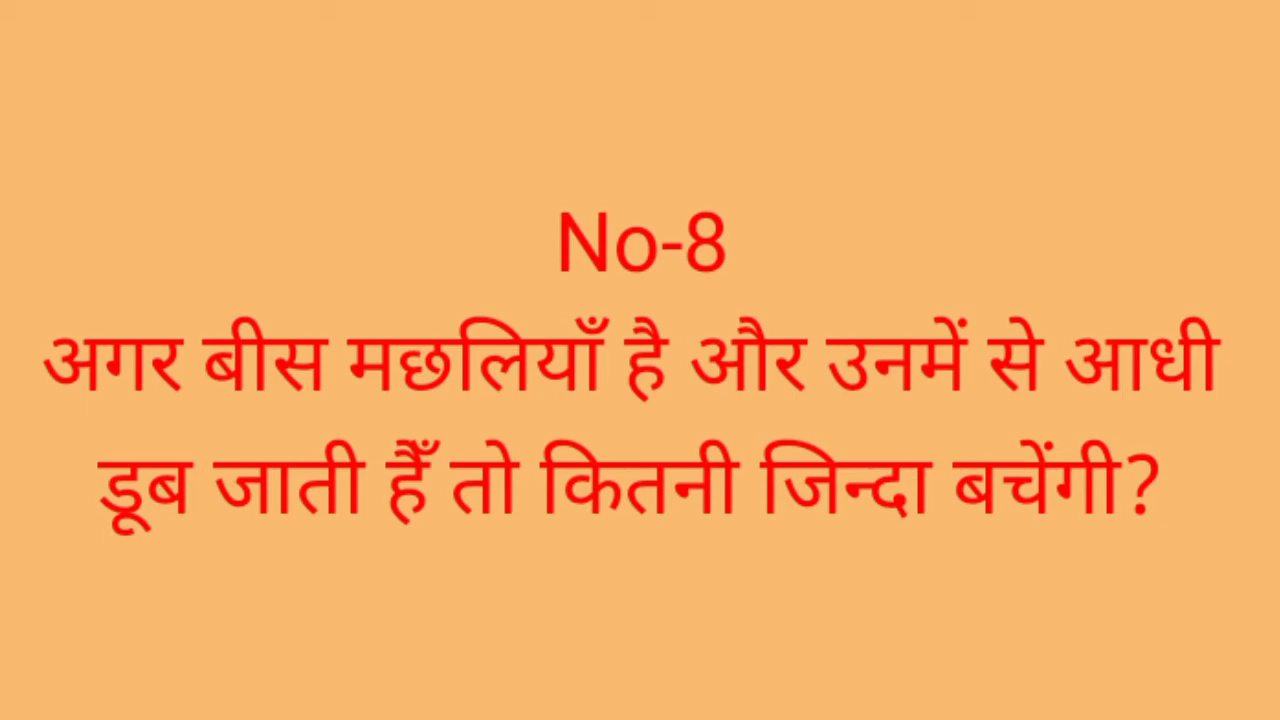 No-8
अगर बीस मछलियाँ है और उनमें से आधी
डूब जाती हैँ तो कितनी जिन्दा बचेंगी?